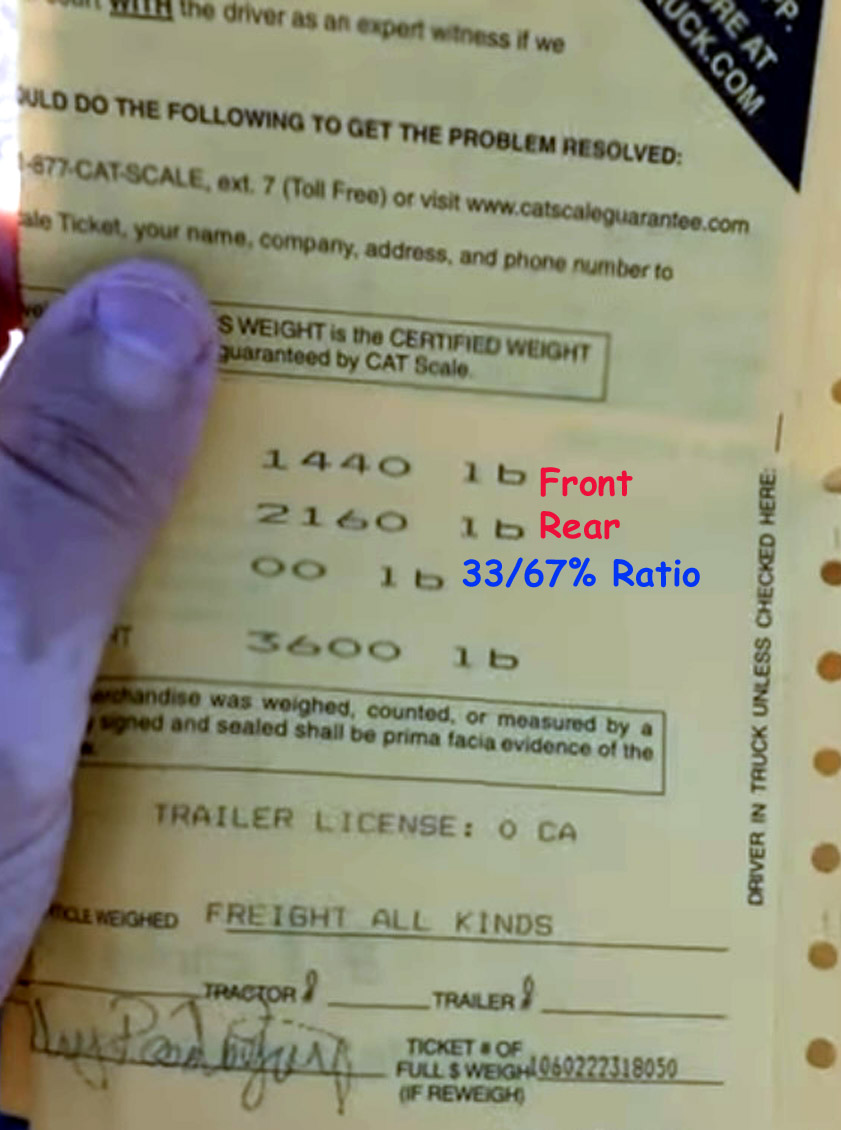 WITH the driver as an expert witness if we
P.
RE AT
UCK.COM
OULD DO THE FOLLOWING TO GET THE PROBLEM RESOLVED:
1-877-CAT-SCALE, ext. 7 (Toll Free) or visit www.catscaleguarantee.com
ale Ticket, your name, company, address, and phone number to
S WEIGHT is the CERTIFIED WEIGHT
guaranteed by CAT Scale.
1440 lb Front
2160 lb Rear
00 lb 33/67% Ratio
NT 3600 lb
erchandise was weighed, counted, or measured by a
y signed and sealed shall be prima facia evidence of the
TRAILER LICENSE: 0 CA
DRIVER IN TRUCK UNLESS CHECKED HERE:
TICLE WEIGHED FREIGHT ALL KINDS
TRACTOR # TRAILER #
TICKET # OF
FULL $ WEIGH 1060222318050
(IF REWEIGH)